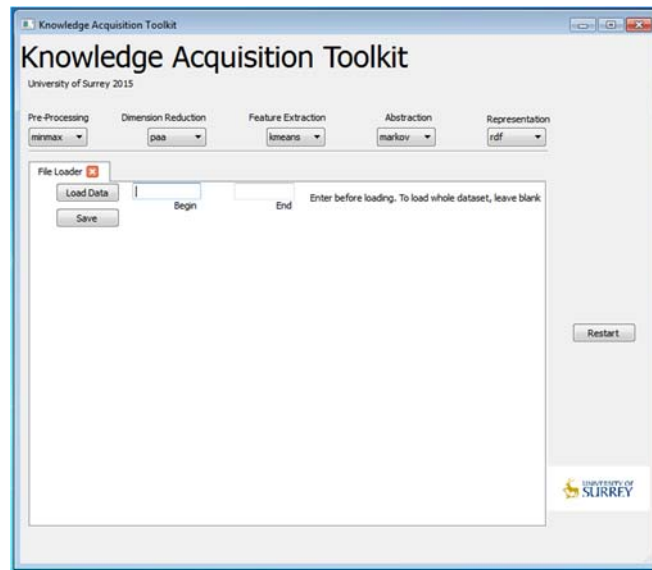 Knowledge Acquisition Toolkit
Knowledge Acquisition Toolkit
University of Surrey 2015
Pre-Processing Dimension Reduction Feature Extraction Abstraction Representation
minmax paa kmeans markov rdf
File Loader
Load Data Enter before loading. To load whole dataset, leave blank
Begin End
Save
Restart
UNIVERSITY OF
SURREY